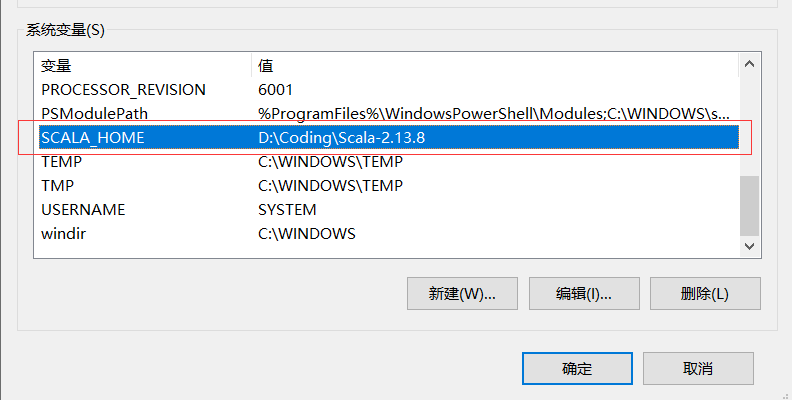 系统变量(S)
变量 值
PROCESSOR_REVISION 6001
PSModulePath %ProgramFiles%\WindowsPowerShell\Modules;C:\WINDOWS\s...
SCALA_HOME D:\Coding\Scala-2.13.8
TEMP C:\WINDOWS\TEMP
TMP C:\WINDOWS\TEMP
USERNAME SYSTEM
windir C:\WINDOWS
新建(W)... 编辑(I)... 删除(L)
确定 取消